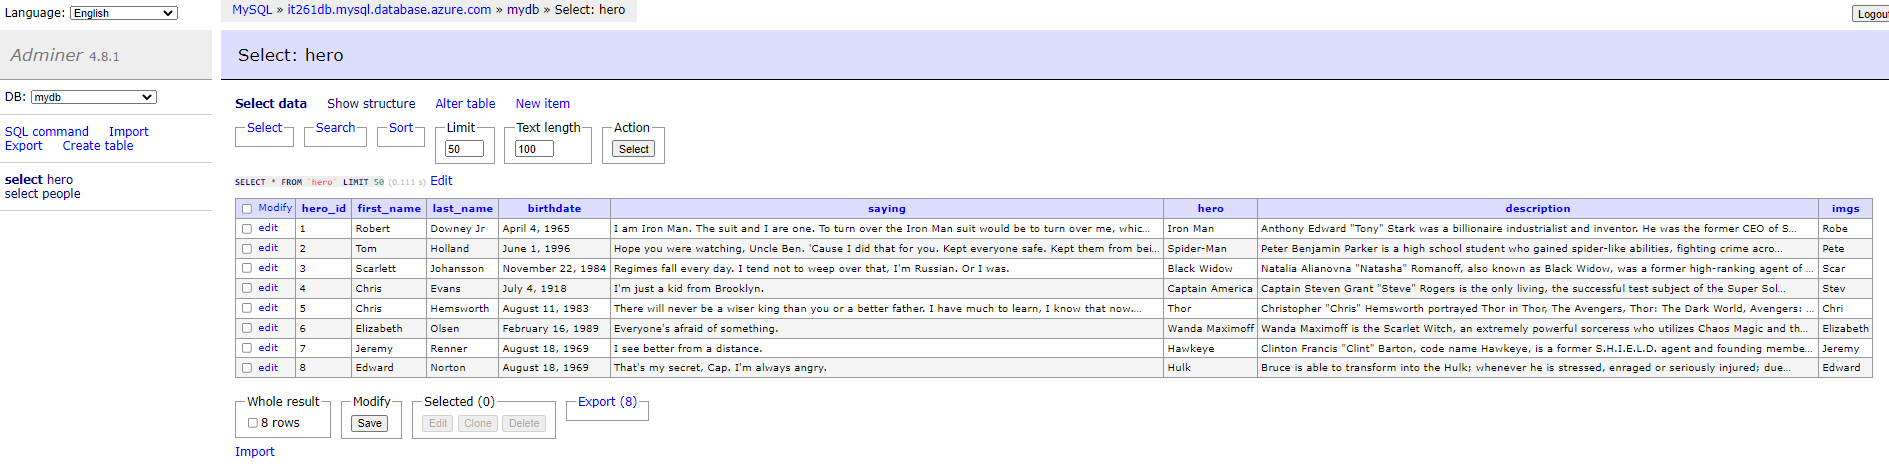 Language: English
MySQL » it261db.mysql.database.azure.com » mydb » Select: hero
Logout
Adminer 4.8.1
Select: hero
DB: mydb
SQL command Import
Export Create table
select hero
select people
Select data Show structure Alter table New item
Select Search Sort Limit Text length Action
50 100 Select
SELECT * FROM `hero` LIMIT 50 (0.111 s) Edit
Modify hero_id first_name last_name birthdate saying hero description imgs
edit 1 Robert Downey Jr April 4, 1965 I am Iron Man. The suit and I are one. To turn over the Iron Man suit would be to turn over me, whic... Iron Man Anthony Edward "Tony" Stark was a billionaire industrialist and inventor. He was the former CEO of S... Robe
edit 2 Tom Holland June 1, 1996 Hope you were watching, Uncle Ben. 'Cause I did that for you. Kept everyone safe. Kept them from bei... Spider-Man Peter Benjamin Parker is a high school student who gained spider-like abilities, fighting crime acro... Pete
edit 3 Scarlett Johansson November 22, 1984 Regimes fall every day. I tend not to weep over that, I'm Russian. Or I was. Black Widow Natalia Alianovna "Natasha" Romanoff, also known as Black Widow, was a former high-ranking agent of ... Scar
edit 4 Chris Evans July 4, 1918 I'm just a kid from Brooklyn. Captain America Captain Steven Grant "Steve" Rogers is the only living, the successful test subject of the Super Sol... Stev
edit 5 Chris Hemsworth August 11, 1983 There will never be a wiser king than you or a better father. I have much to learn, I know that now.... Thor Christopher "Chris" Hemsworth portrayed Thor in Thor, The Avengers, Thor: The Dark World, Avengers: ... Chri
edit 6 Elizabeth Olsen February 16, 1989 Everyone's afraid of something. Wanda Maximoff Wanda Maximoff is the Scarlet Witch, an extremely powerful sorceress who utilizes Chaos Magic and th... Elizabeth
edit 7 Jeremy Renner August 18, 1969 I see better from a distance. Hawkeye Clinton Francis "Clint" Barton, code name Hawkeye, is a former S.H.I.E.L.D. agent and founding membe... Jeremy
edit 8 Edward Norton August 18, 1969 That's my secret, Cap. I'm always angry. Hulk Bruce is able to transform into the Hulk; whenever he is stressed, enraged or seriously injured; due... Edward
Whole result Modify Selected (0) Export (8)
8 rows Save Edit Clone Delete
Import